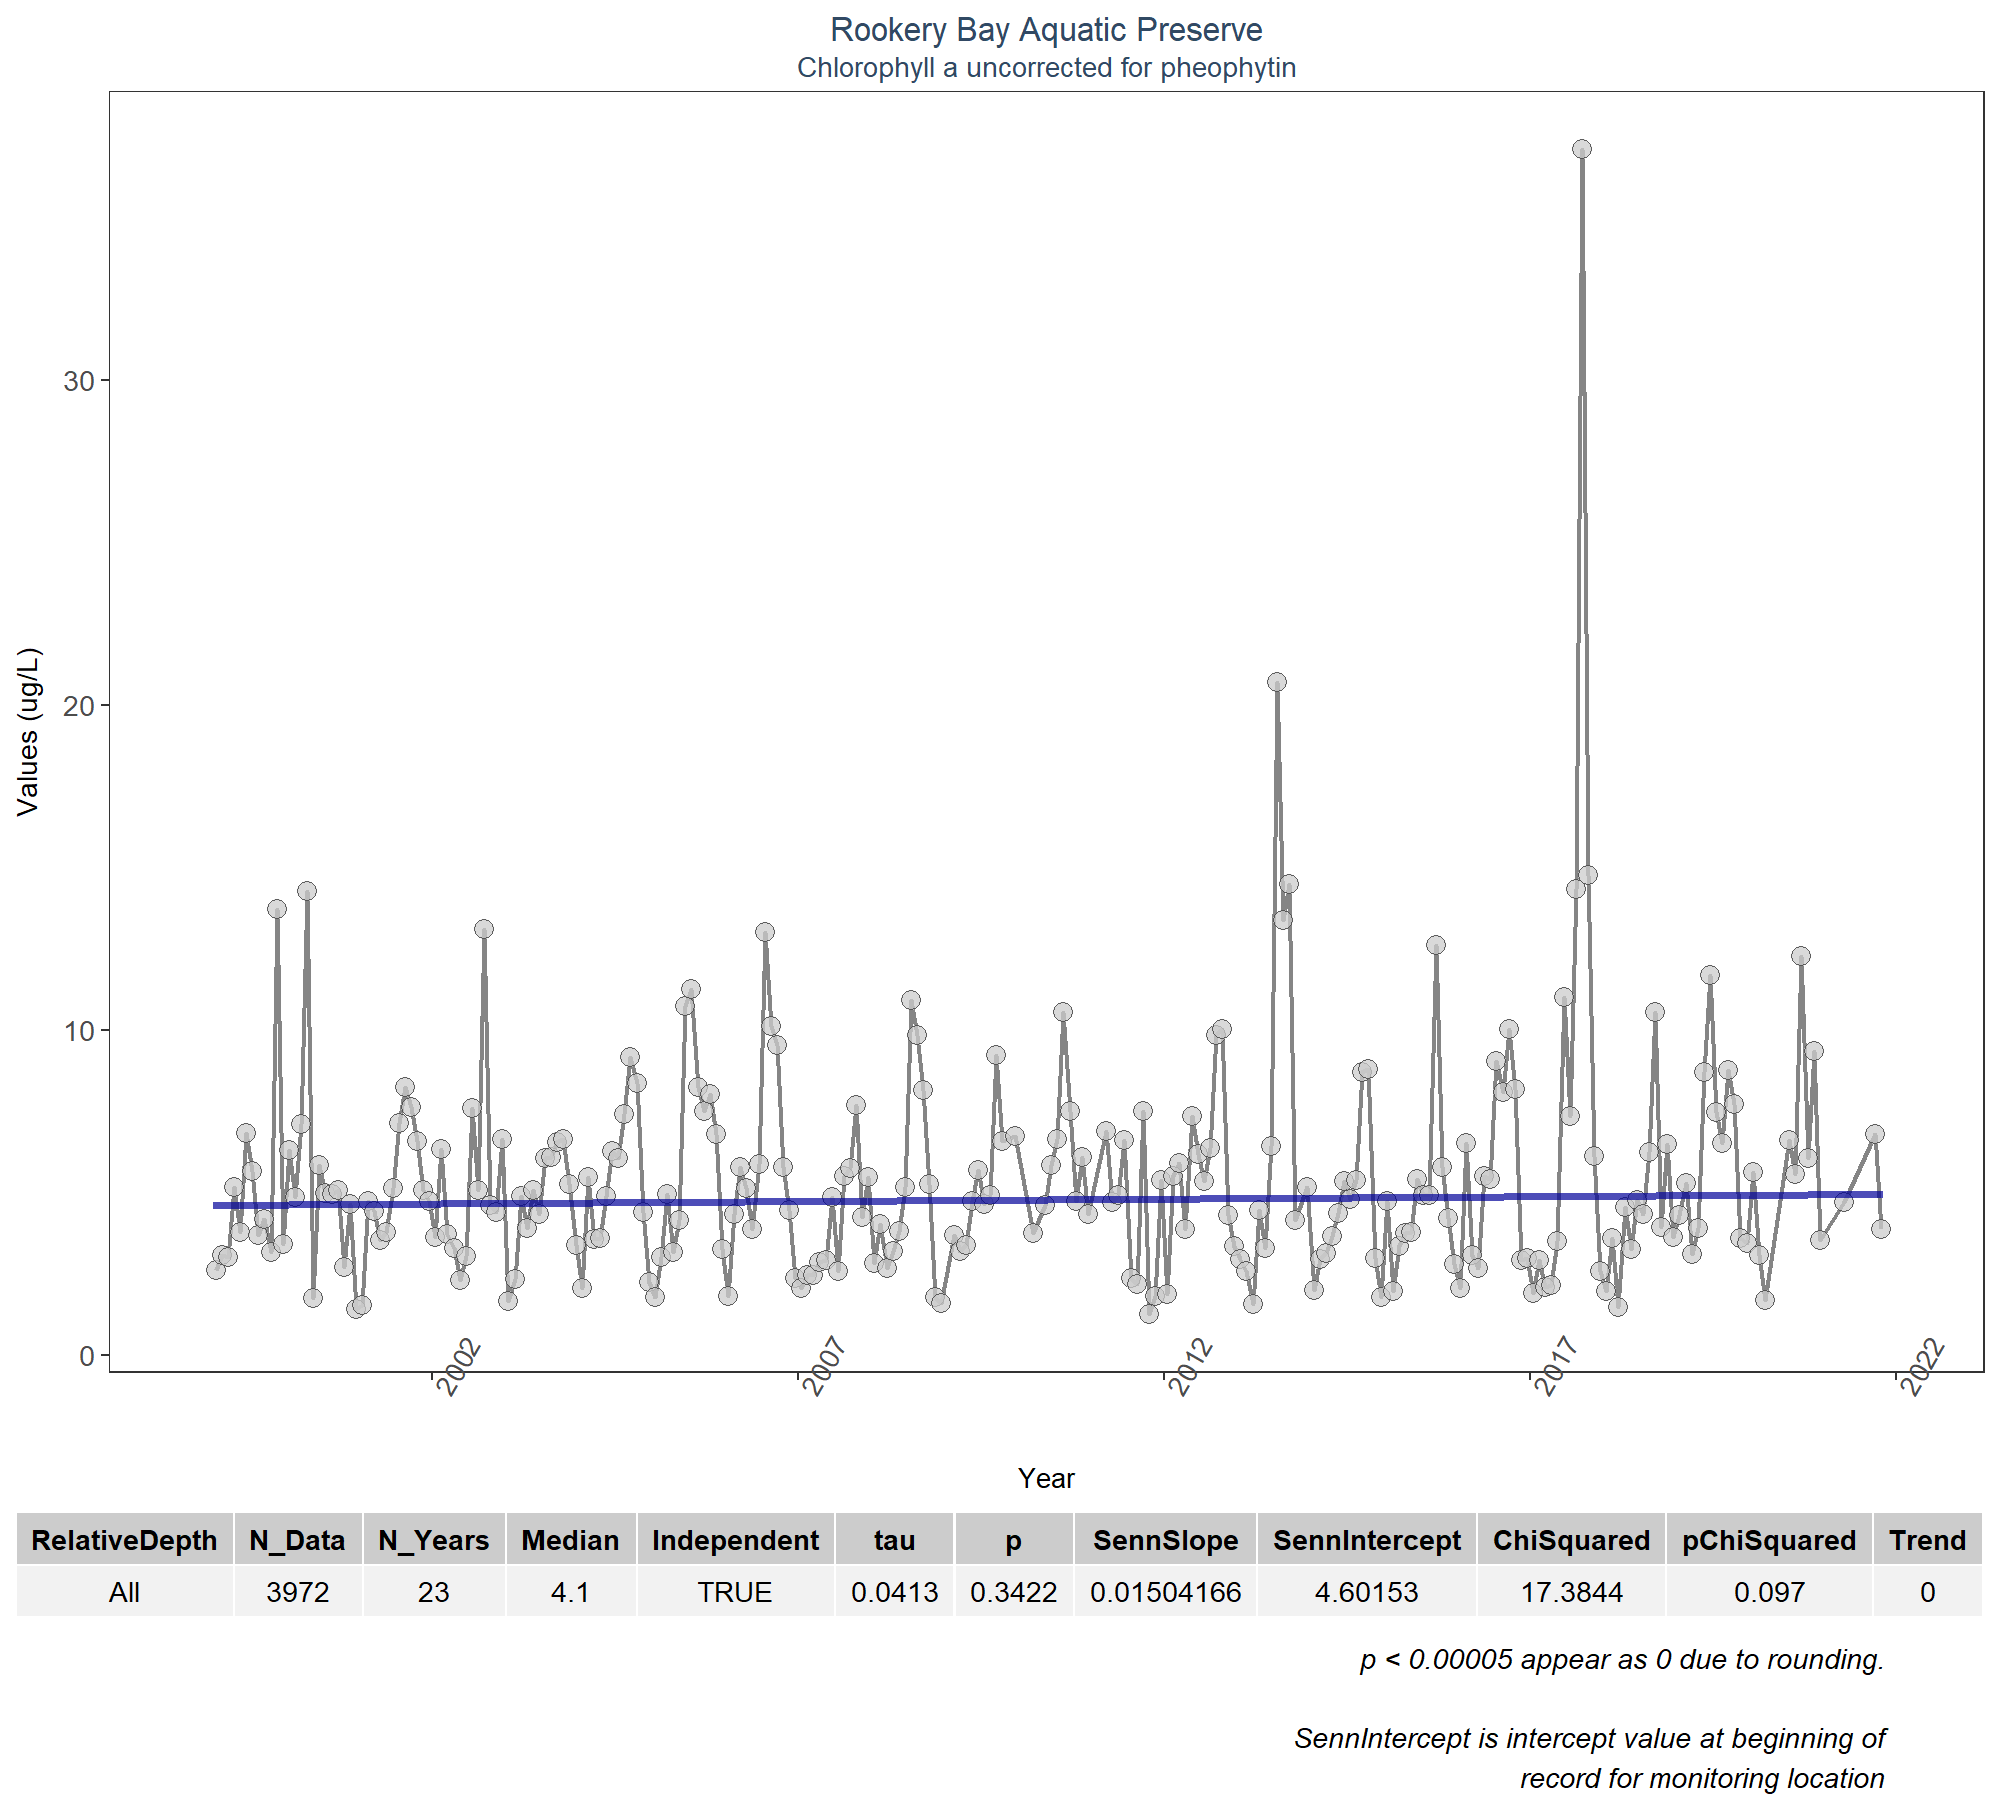 Rookery Bay Aquatic Preserve
Chlorophyll a uncorrected for pheophytin
Values (ug/L)
30
20
10
0
2002 2007 2012 2017 2022
Year
RelativeDepth N_Data N_Years Median Independent tau p SennSlope SennIntercept ChiSquared pChiSquared Trend
All 3972 23 4.1 TRUE 0.0413 0.3422 0.01504166 4.60153 17.3844 0.097 0
p < 0.00005 appear as 0 due to rounding.
SennIntercept is intercept value at beginning of
record for monitoring location